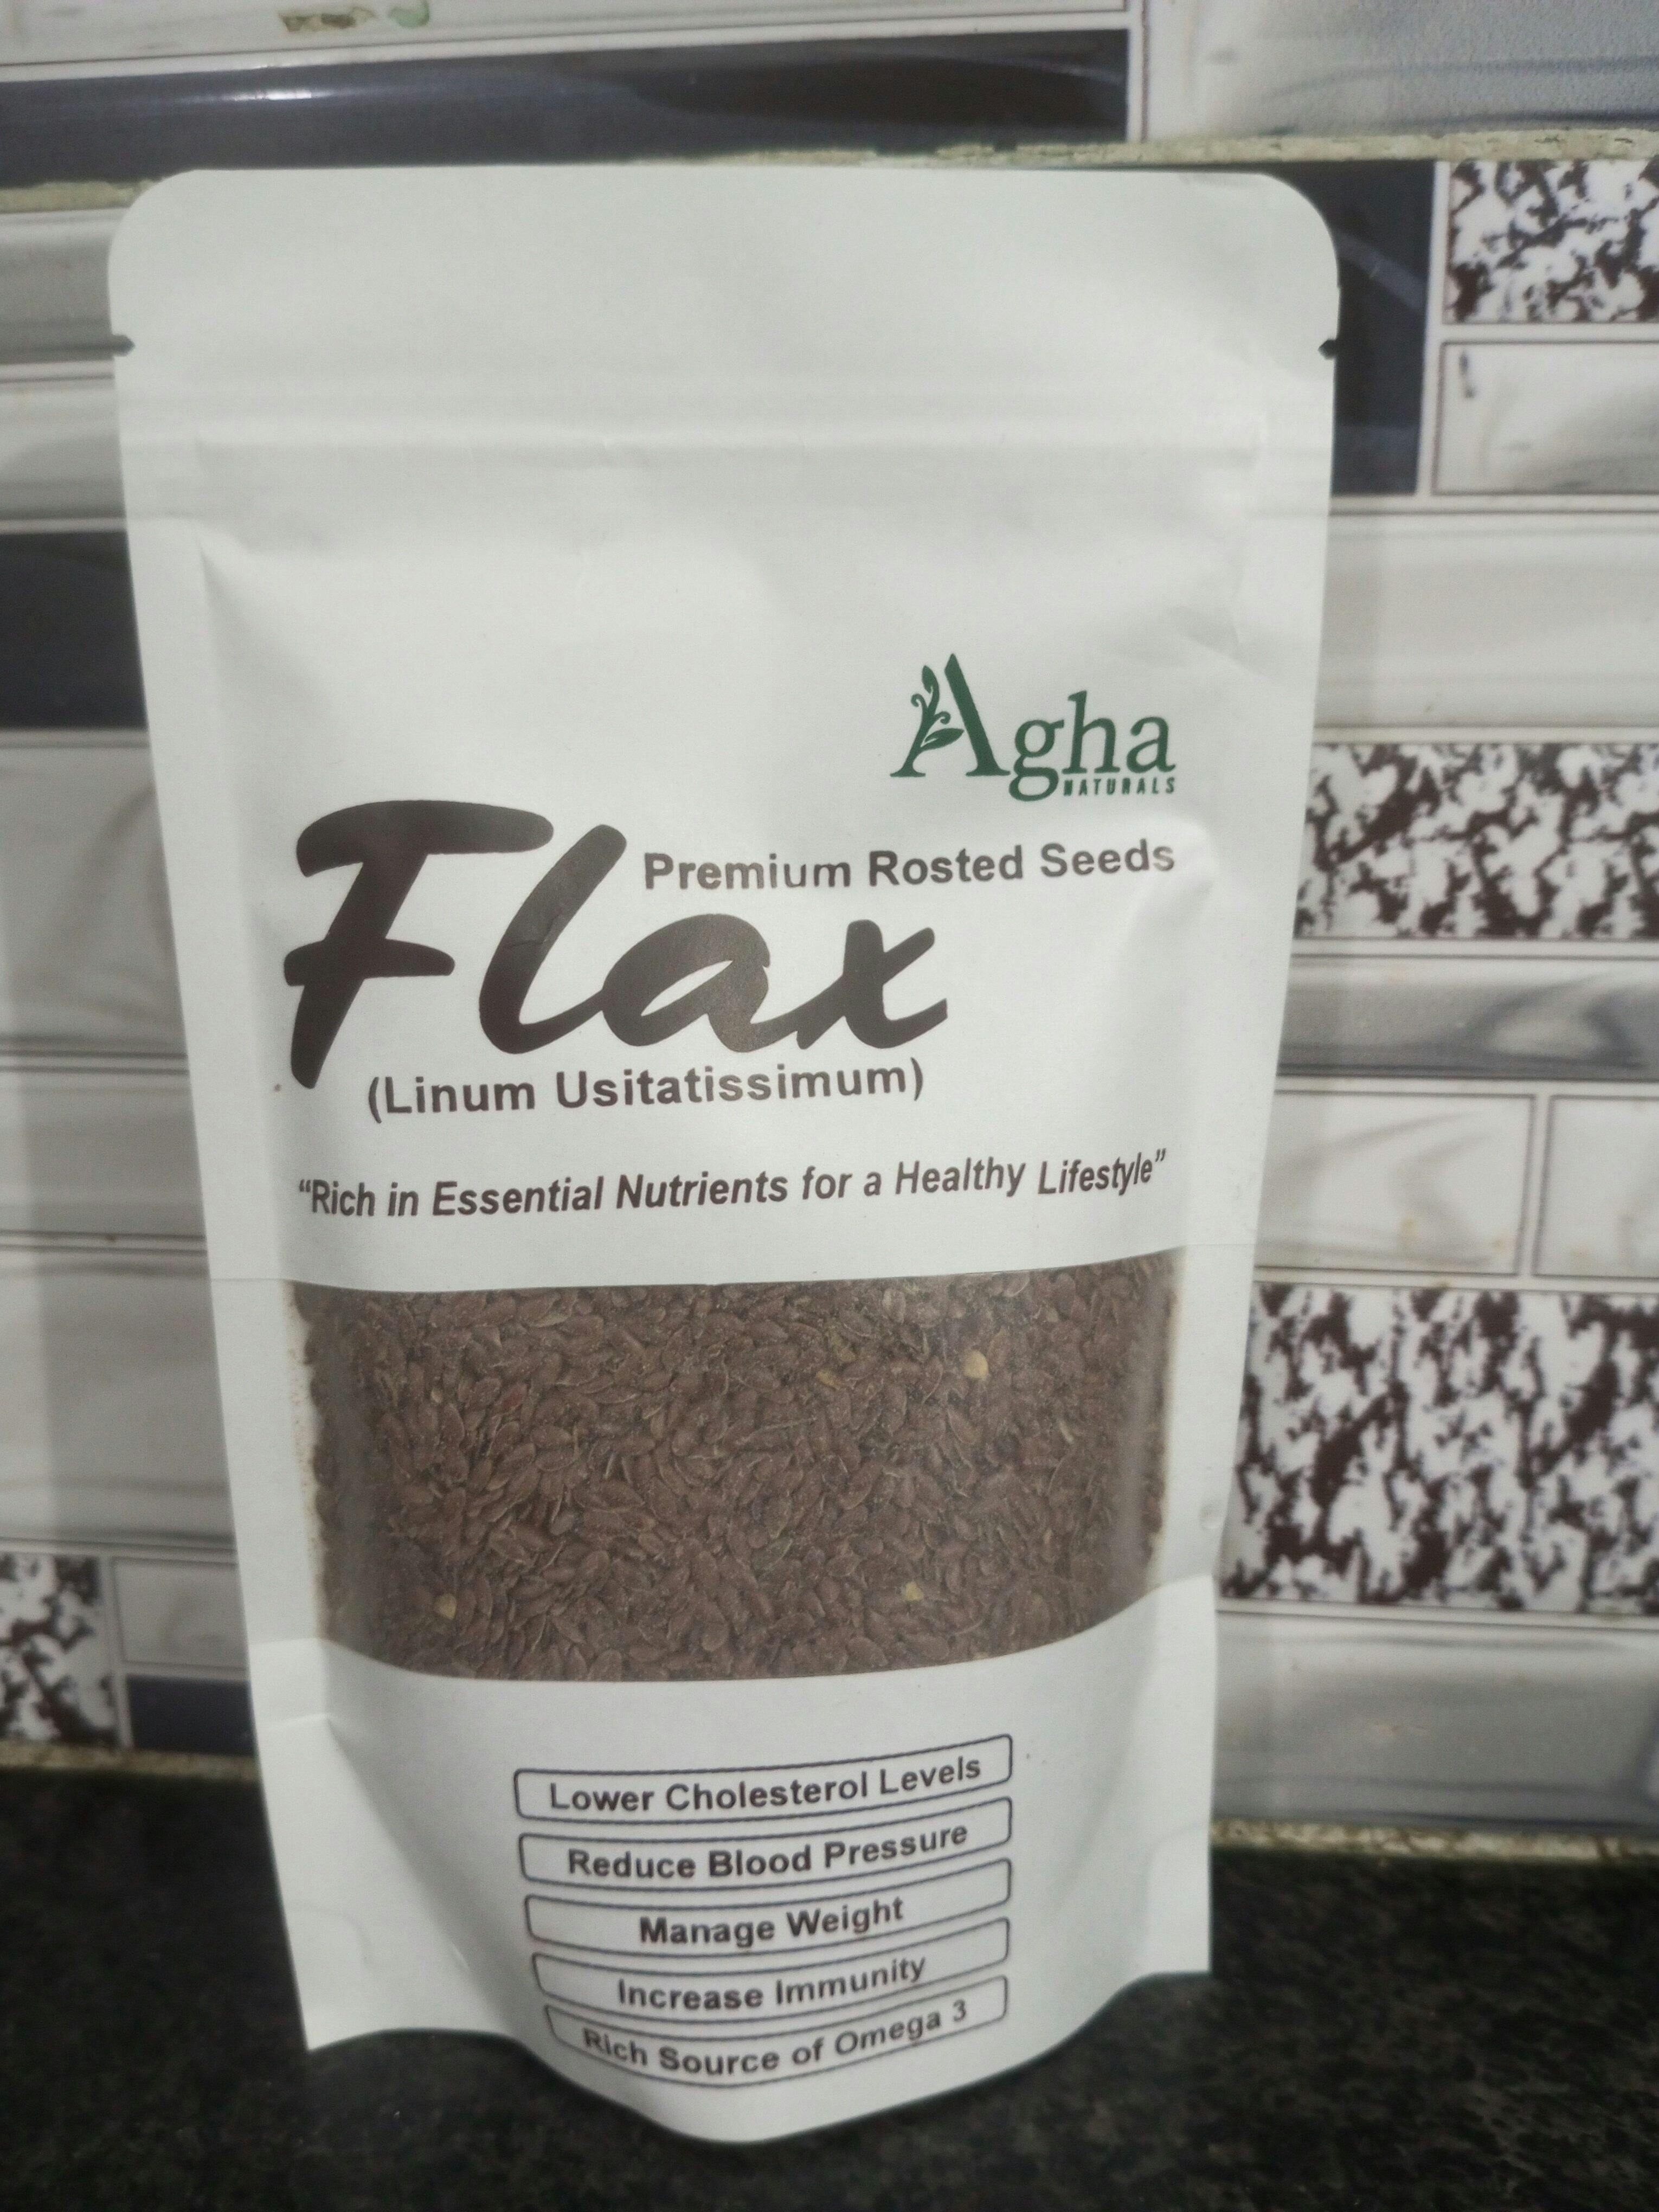 Agha
NATURALS
Premium Rosted Seeds
Flax
(Linum Usitatissimum)
“Rich in Essential Nutrients for a Healthy Lifestyle”
Lower Cholesterol Levels
Reduce Blood Pressure
Manage Weight
Increase Immunity
Rich Source of Omega 3